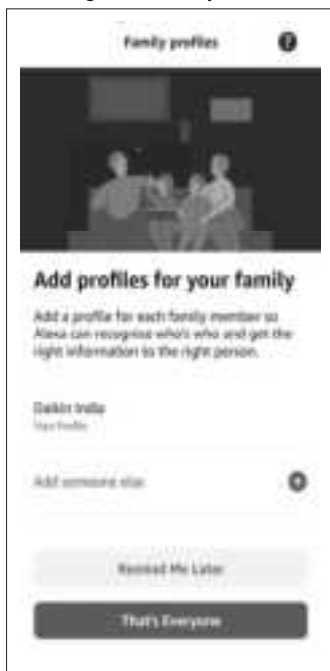 Family profiles
?
Add profiles for your family
Add a profile for each family member so
Alexa can recognise who's who and get the
right information to the right person.
Daikin India
Your Profile
Add someone else
Remind Me Later
That's Everyone